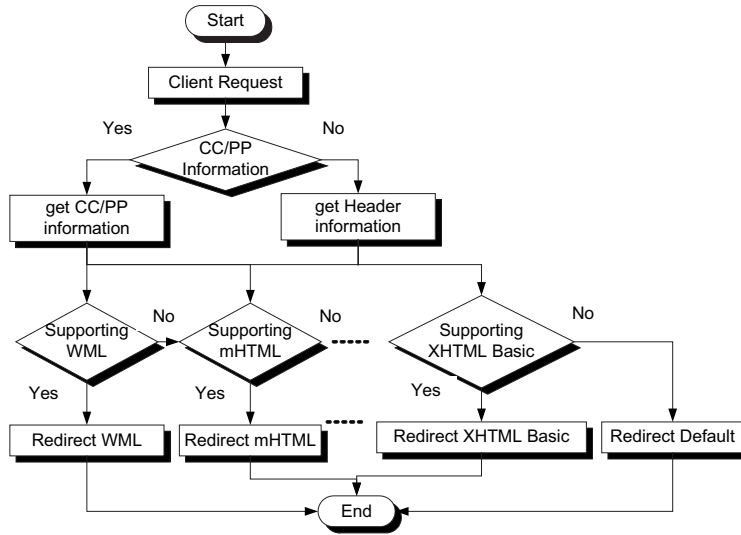 Start
Client Request
Yes
No
CC/PP
Information
get CC/PP
information
get Header
information
Supporting
WML
No
Supporting
mHTML
No
Supporting
XHTML Basic
No
Yes
Yes
Yes
Redirect WML
Redirect mHTML
Redirect XHTML Basic
Redirect Default
End